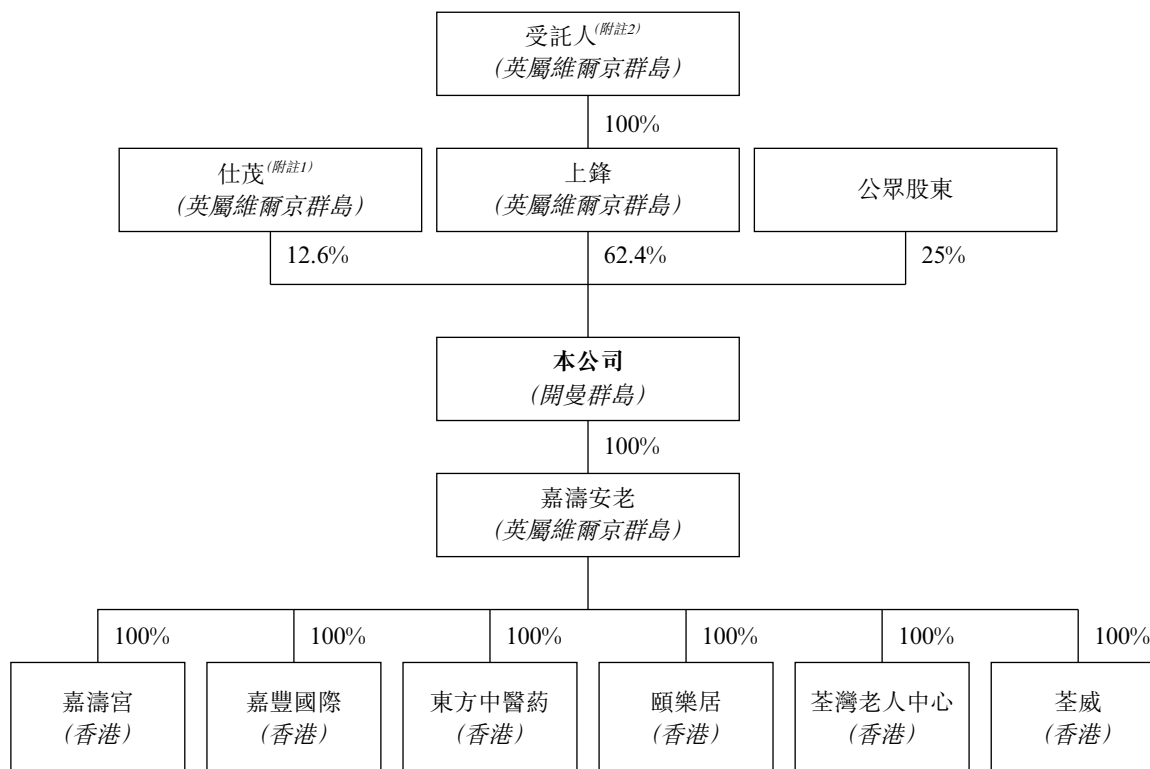 受託人(附註2)
(英屬維爾京群島)
100%
仕茂(附註1)
(英屬維爾京群島)
上鋒
(英屬維爾京群島)
公眾股東
12.6%
62.4%
25%
本公司
(開曼群島)
100%
嘉濤安老
(英屬維爾京群島)
100%
100%
100%
100%
100%
100%
嘉濤宮
(香港)
嘉豐國際
(香港)
東方中醫葯
(香港)
頤樂居
(香港)
荃灣老人中心
(香港)
荃威
(香港)